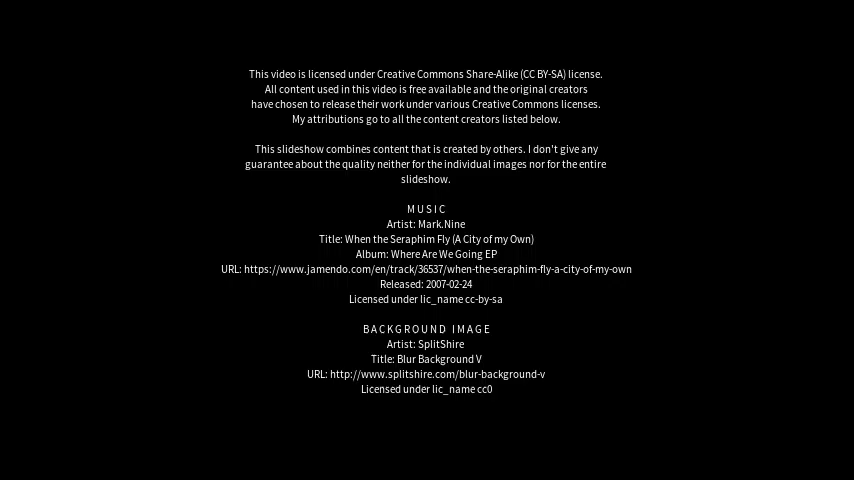 This video is licensed under Creative Commons Share-Alike (CC BY-SA) license.
All content used in this video is free available and the original creators
have chosen to release their work under various Creative Commons licenses.
My attributions go to all the content creators listed below.
This slideshow combines content that is created by others. I don't give any
guarantee about the quality neither for the individual images nor for the entire
slideshow.
MUSIC
Artist: Mark.Nine
Title: When the Seraphim Fly (A City of my Own)
Album: Where Are We Going EP
URL: https://www.jamendo.com/en/track/36537/when-the-seraphim-fly-a-city-of-my-own
Released: 2007-02-24
Licensed under lic_name cc-by-sa
BACKGROUND IMAGE
Artist: SplitShire
Title: Blur Background V
URL: http://www.splitshire.com/blur-background-v
Licensed under lic_name cc0